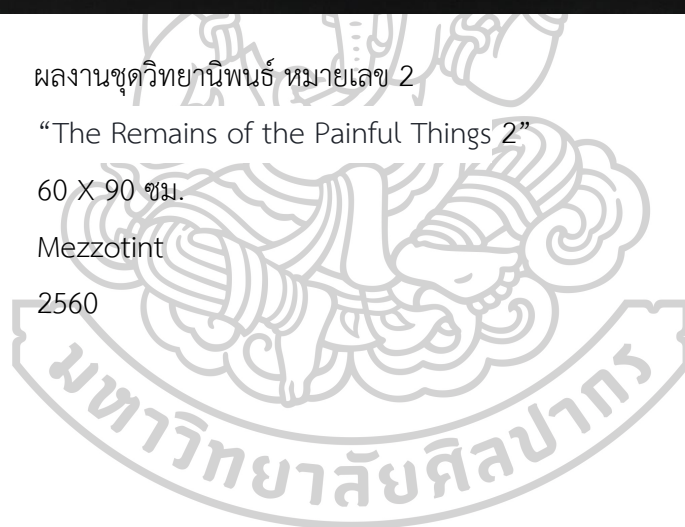 ผลงานชุดวิทยานิพนธ์ หมายเลข 2
“The Remains of the Painful Things 2”
60 X 90 ซม.
Mezzotint
2560
มหาวิทยาลัยศิลปากร